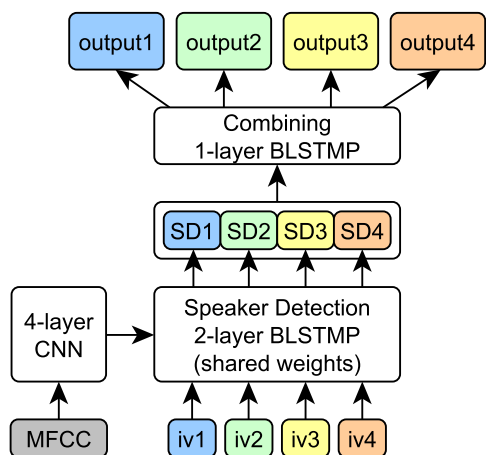 output1 output2 output3 output4
Combining
1-layer BLSTMP
SD1 SD2 SD3 SD4
4-layer
CNN
Speaker Detection
2-layer BLSTMP
(shared weights)
MFCC iv1 iv2 iv3 iv4